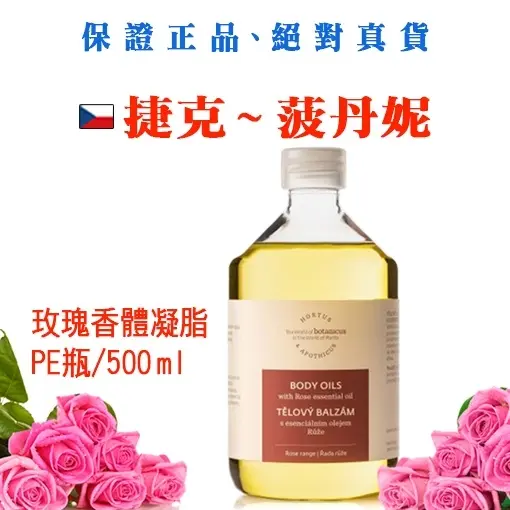 保證正品、絕對真貨
捷克~菠丹妮
玫瑰香體凝脂
PE瓶/500ml
HORTUS
botanicus
& APOTHICUS
BODY OILS
with Rose essential oil
TĚLOVÝ BALZÁM
s esenciálním olejem
Růže
Rose range | Řada růže